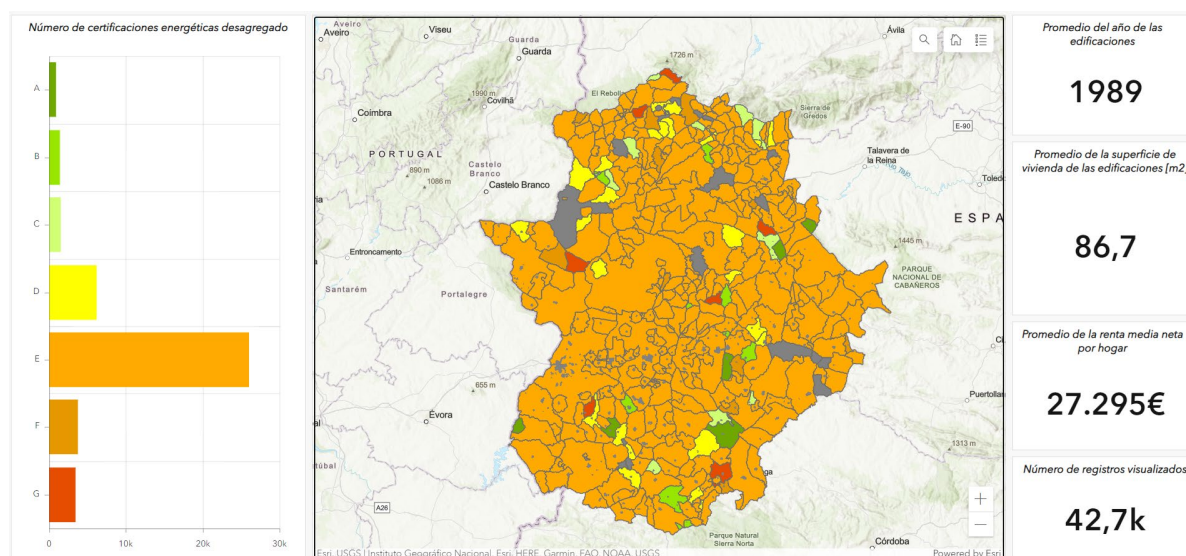 Número de certificaciones energéticas desagregado
A
B
C
D
E
F
G
0
10k
20k
30k
Aveiro
Aveiro
Viseu
Guarda
Guarda
1726 m
Ávila
El Rebollar
Sierra de
Gredos
1990 m
Covilhã
Coimbra
E-90
PORTUGAL
Castelo
Branco
890 m
1086 m
Castelo Branco
Talavera de
la Reina
Toledo
ESPA
Entroncamento
1445 m
PARQUE
NACIONAL DE
CABAÑEROS
Santarém
Portalegre
655 m
Évora
Puertollan
1313 m
A26
Parque Natural
Sierra Norte
Córdoba
Esri, USGS | Instituto Geográfico Nacional, Esri, HERE, Garmin, FAO, NOAA, USGS
Powered by Esri
Promedio del año de las
edificaciones
1989
Promedio de la superficie de
vivienda de las edificaciones [m2]
86,7
Promedio de la renta media neta
por hogar
27.295€
Número de registros visualizados
42,7k